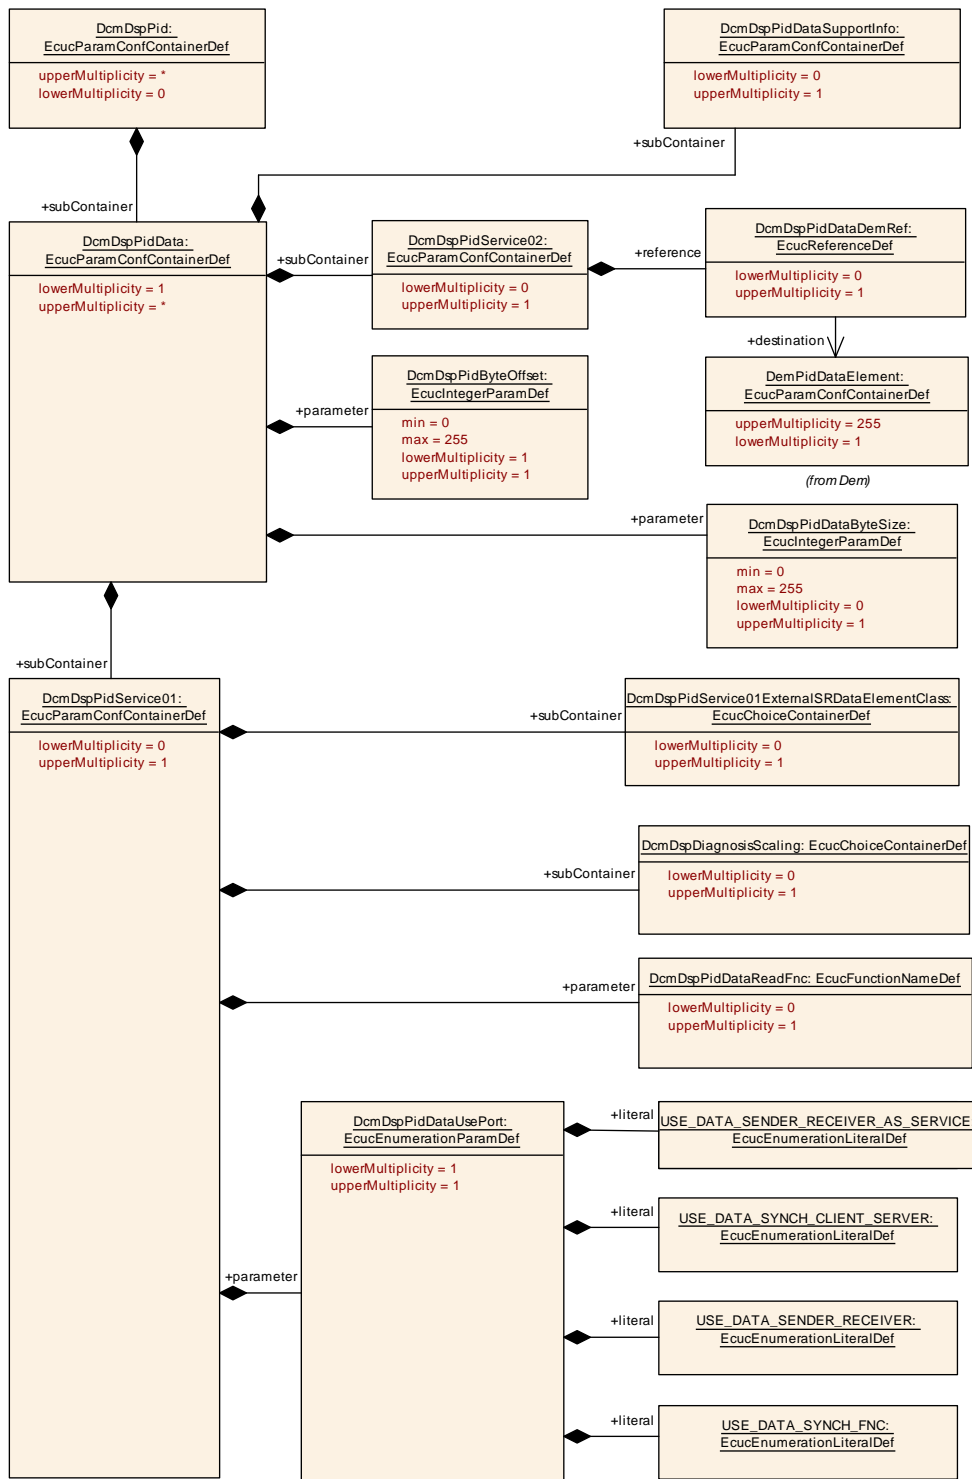 DcmDspPid:
EcucParamConfContainerDef
upperMultiplicity = *
lowerMultiplicity = 0
DcmDspPidDataSupportInfo:
EcucParamConfContainerDef
lowerMultiplicity = 0
upperMultiplicity = 1
+subContainer
+subContainer
DcmDspPidData:
EcucParamConfContainerDef
lowerMultiplicity = 1
upperMultiplicity = *
+subContainer
DcmDspPidService02:
EcucParamConfContainerDef
lowerMultiplicity = 0
upperMultiplicity = 1
+reference
DcmDspPidDataDemRef:
EcucReferenceDef
lowerMultiplicity = 0
upperMultiplicity = 1
+destination
DemPidDataElement:
EcucParamConfContainerDef
upperMultiplicity = 255
lowerMultiplicity = 1
(from Dem)
+parameter
DcmDspPidByteOffset:
EcucIntegerParamDef
min = 0
max = 255
lowerMultiplicity = 1
upperMultiplicity = 1
+parameter
DcmDspPidDataByteSize:
EcucIntegerParamDef
min = 0
max = 255
lowerMultiplicity = 0
upperMultiplicity = 1
+subContainer
DcmDspPidService01:
EcucParamConfContainerDef
lowerMultiplicity = 0
upperMultiplicity = 1
+subContainer
DcmDspPidService01ExternalSRDataElementClass:
EcucChoiceContainerDef
lowerMultiplicity = 0
upperMultiplicity = 1
+subContainer
DcmDspDiagnosisScaling: EcucChoiceContainerDef
lowerMultiplicity = 0
upperMultiplicity = 1
+parameter
DcmDspPidDataReadFnc: EcucFunctionNameDef
lowerMultiplicity = 0
upperMultiplicity = 1
+parameter
DcmDspPidDataUsePort:
EcucEnumerationParamDef
lowerMultiplicity = 1
upperMultiplicity = 1
+literal
USE_DATA_SENDER_RECEIVER_AS_SERVICE
EcucEnumerationLiteralDef
+literal
USE_DATA_SYNCH_CLIENT_SERVER:
EcucEnumerationLiteralDef
+literal
USE_DATA_SENDER_RECEIVER:
EcucEnumerationLiteralDef
+literal
USE_DATA_SYNCH_FNC:
EcucEnumerationLiteralDef